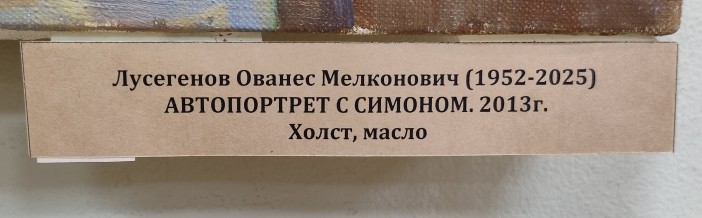 Лусегенов Ованес Мелконович (1952-2025)
АВТОПОРТРЕТ С СИМОНОМ. 2013г.
Холст, масло